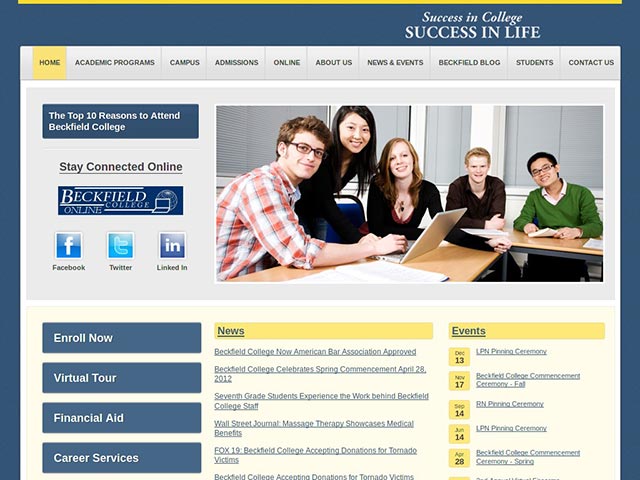 Success in College
SUCCESS IN LIFE
HOME
ACADEMIC PROGRAMS
CAMPUS
ADMISSIONS
ONLINE
ABOUT US
NEWS & EVENTS
BECKFIELD BLOG
STUDENTS
CONTACT US
The Top 10 Reasons to Attend
Beckfield College
Stay Connected Online
BECKFIELD
COLLEGE
ONLINE
Facebook
Twitter
Linked In
Enroll Now
Virtual Tour
Financial Aid
Career Services
News
Beckfield College Now American Bar Association Approved
Beckfield College Celebrates Spring Commencement April 28,
2012
Seventh Grade Students Experience the Work behind Beckfield
College Staff
Wall Street Journal: Massage Therapy Showcases Medical
Benefits
FOX 19: Beckfield College Accepting Donations for Tornado
Victims
Beckfield College Accepting Donations for Tornado Victims
Events
Dec
13
LPN Pinning Ceremony
Nov
17
Beckfield College Commencement
Ceremony - Fall
Sep
14
RN Pinning Ceremony
Jun
14
LPN Pinning Ceremony
Apr
28
Beckfield College Commencement
Ceremony - Spring